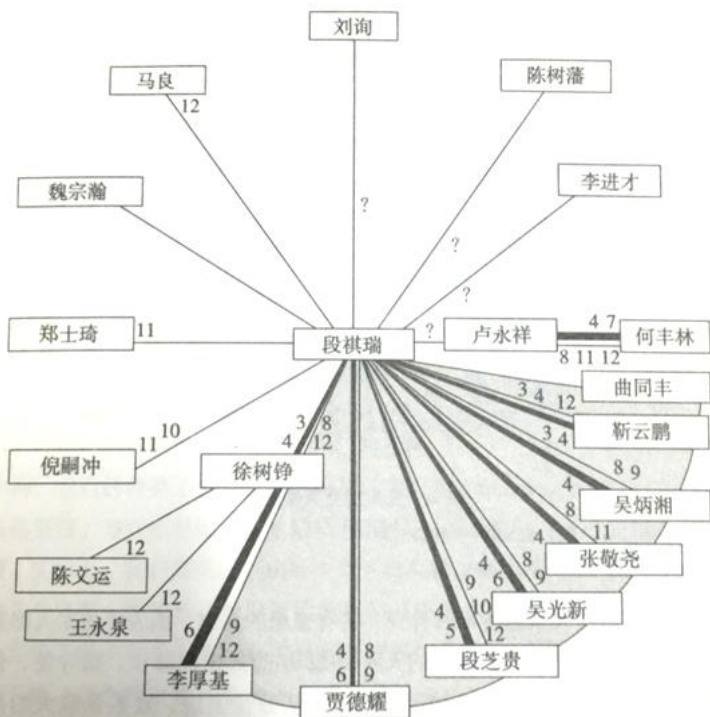 刘询
马良
12
陈树藩
魏宗瀚
李进才
?
?
?
郑士琦
11
段祺瑞
?
卢永祥
4 7
8 11 12
何丰林
曲同丰
3 4 12
靳云鹏
3 4
8 9
吴炳湘
倪嗣冲
11 10
徐树铮
3 8
4 12
4
8
11
张敬尧
陈文运
12
王永泉
12
4
9
4
6
8
9
吴光新
6
9
12
李厚基
4 8
6 9
贾德耀
4
5
10
12
段芝贵